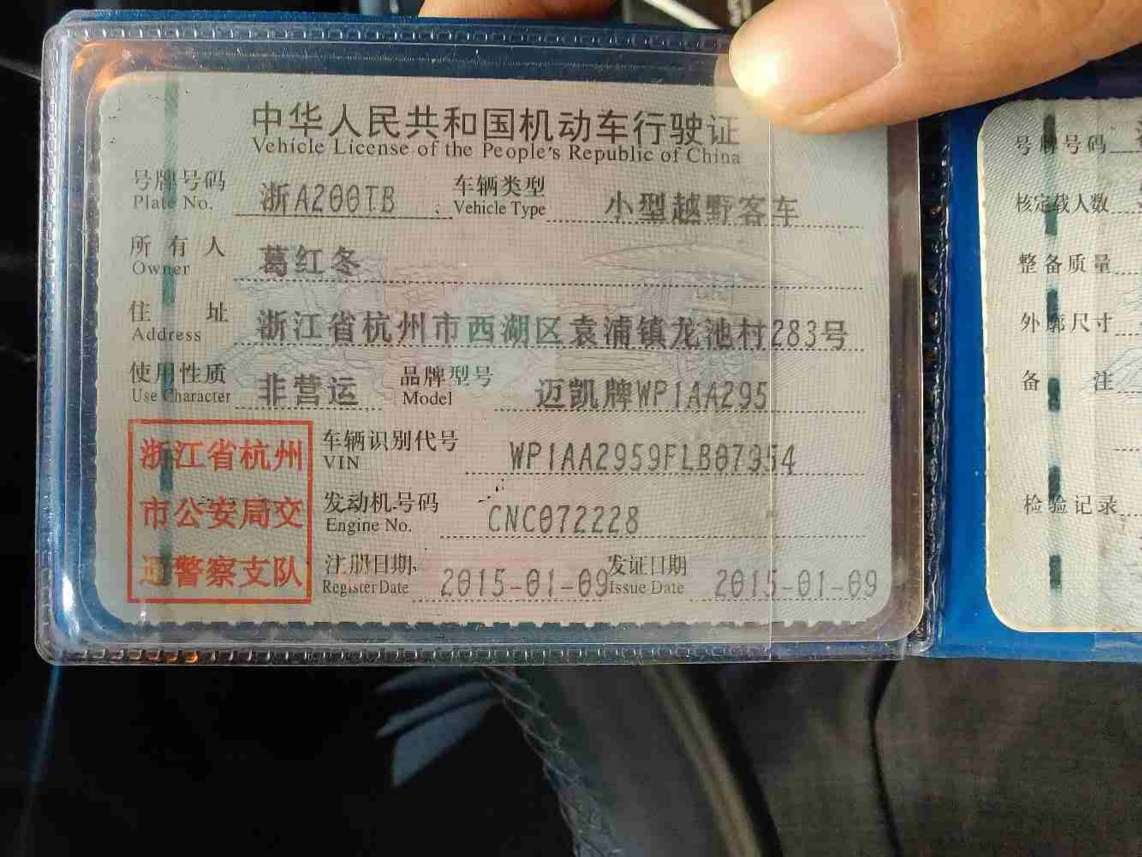 中华人民共和国机动车行驶证
Vehicle License of the People's Republic of China
号牌号码 浙A200TB 车辆类型 小型越野客车
Plate No. Vehicle Type
所有人 葛红冬
Owner
住址 浙江省杭州市西湖区袁浦镇龙池村283号
Address
使用性质 非营运 品牌型号 迈凯牌WP1AA295
Use Character Model
车辆识别代号 WP1AA2959FLB07954
VIN
发动机号码 CNC072228
Engine No.
注册日期 2015-01-09 发证日期 2015-01-09
Register Date Issue Date
浙江省杭州
市公安局交
通警察支队
号牌号码
核定载人数
整备质量
外廓尺寸
备注
检验记录